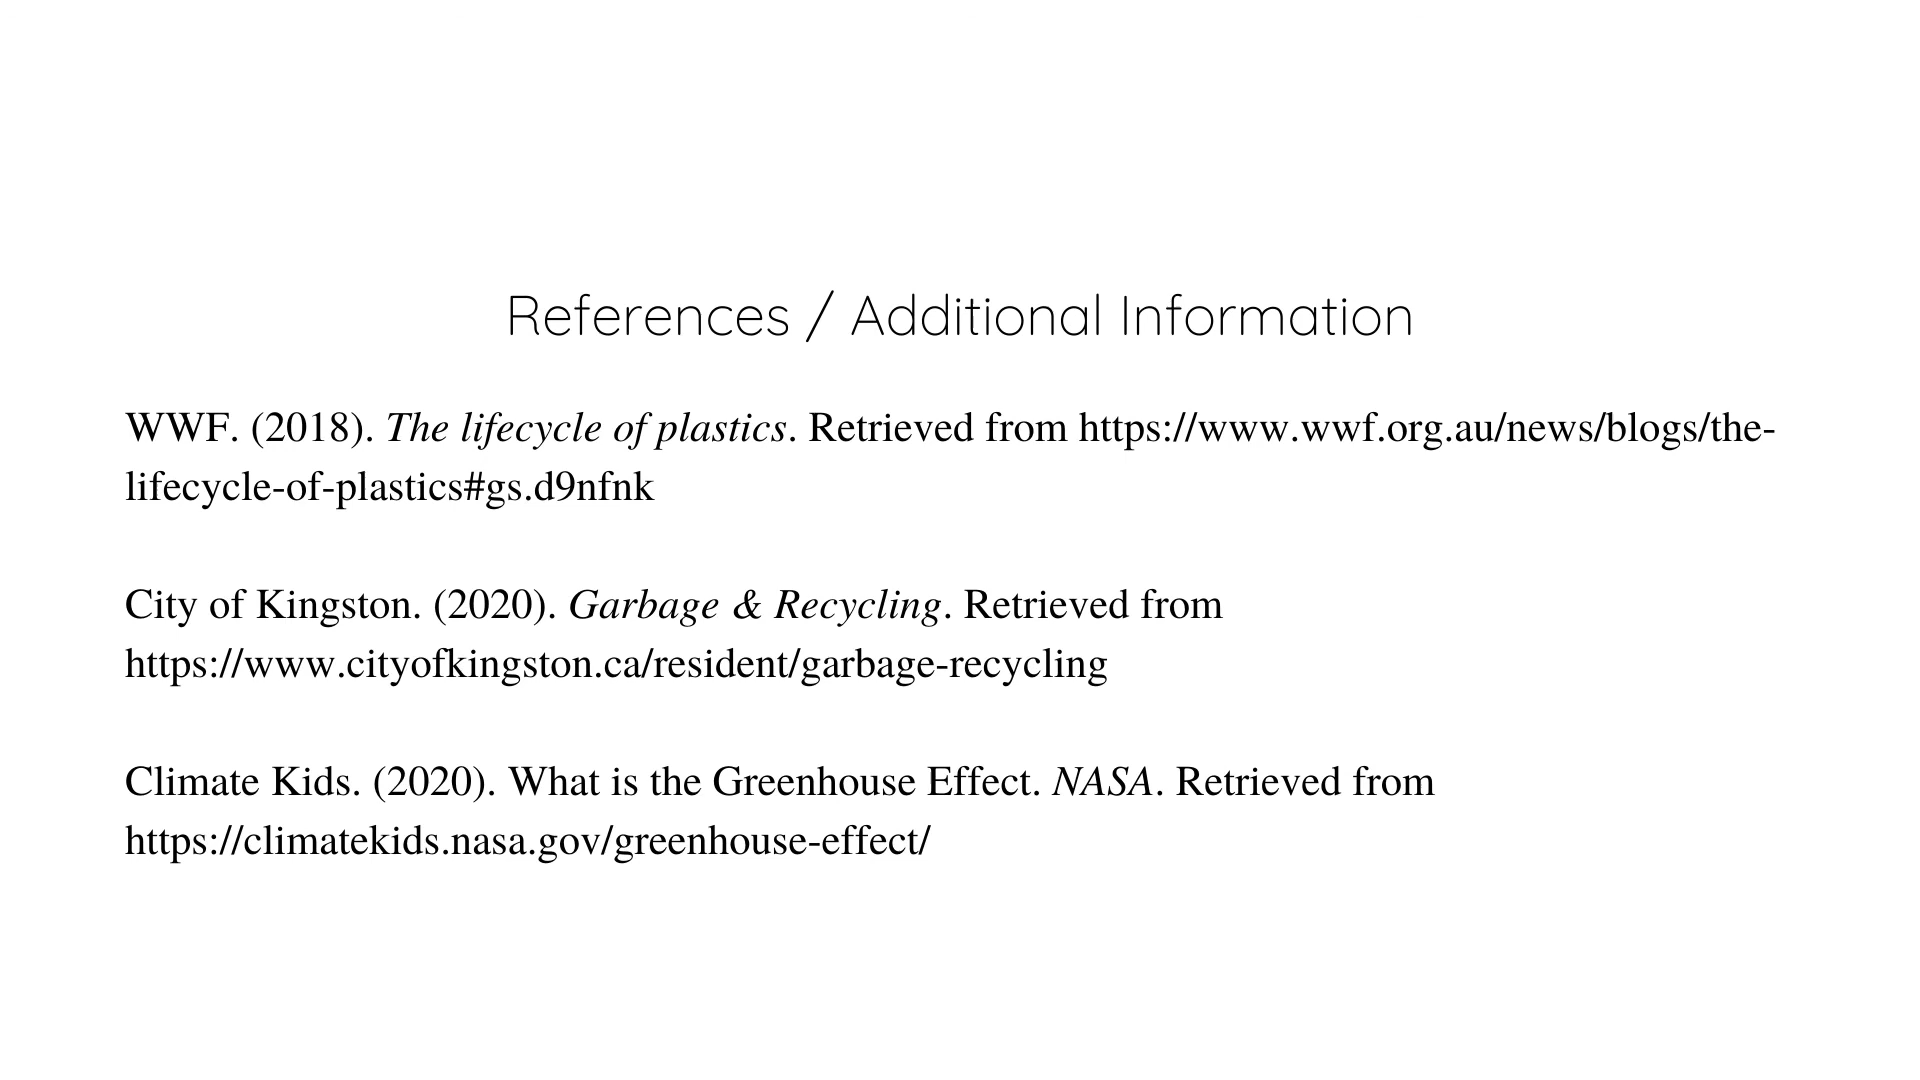 References / Additional Information
WWF. (2018). The lifecycle of plastics. Retrieved from https://www.wwf.org.au/news/blogs/the-
lifecycle-of-plastics#gs.d9nfnk
City of Kingston. (2020). Garbage & Recycling. Retrieved from
https://www.cityofkingston.ca/resident/garbage-recycling
Climate Kids. (2020). What is the Greenhouse Effect. NASA. Retrieved from
https://climatekids.nasa.gov/greenhouse-effect/